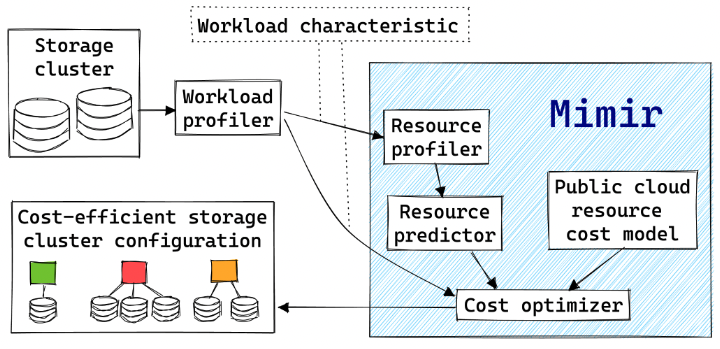 Workload characteristic
Storage
cluster
Workload
profiler
Mimir
Resource
profiler
Resource
predictor
Public cloud
resource
cost model
Cost optimizer
Cost-efficient storage
cluster configuration